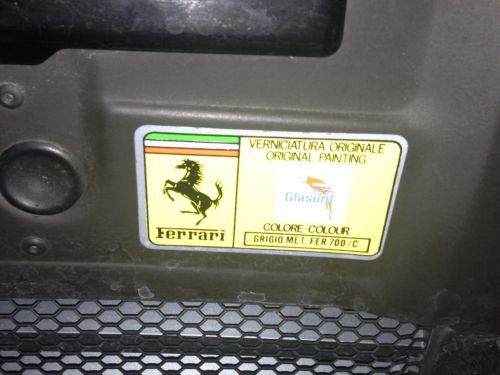 VERNICIATURA ORIGINALE
ORIGINAL PAINTING
Glasurit
COLORE-COLOUR
Ferrari
GRIGIO MET FER 700/C